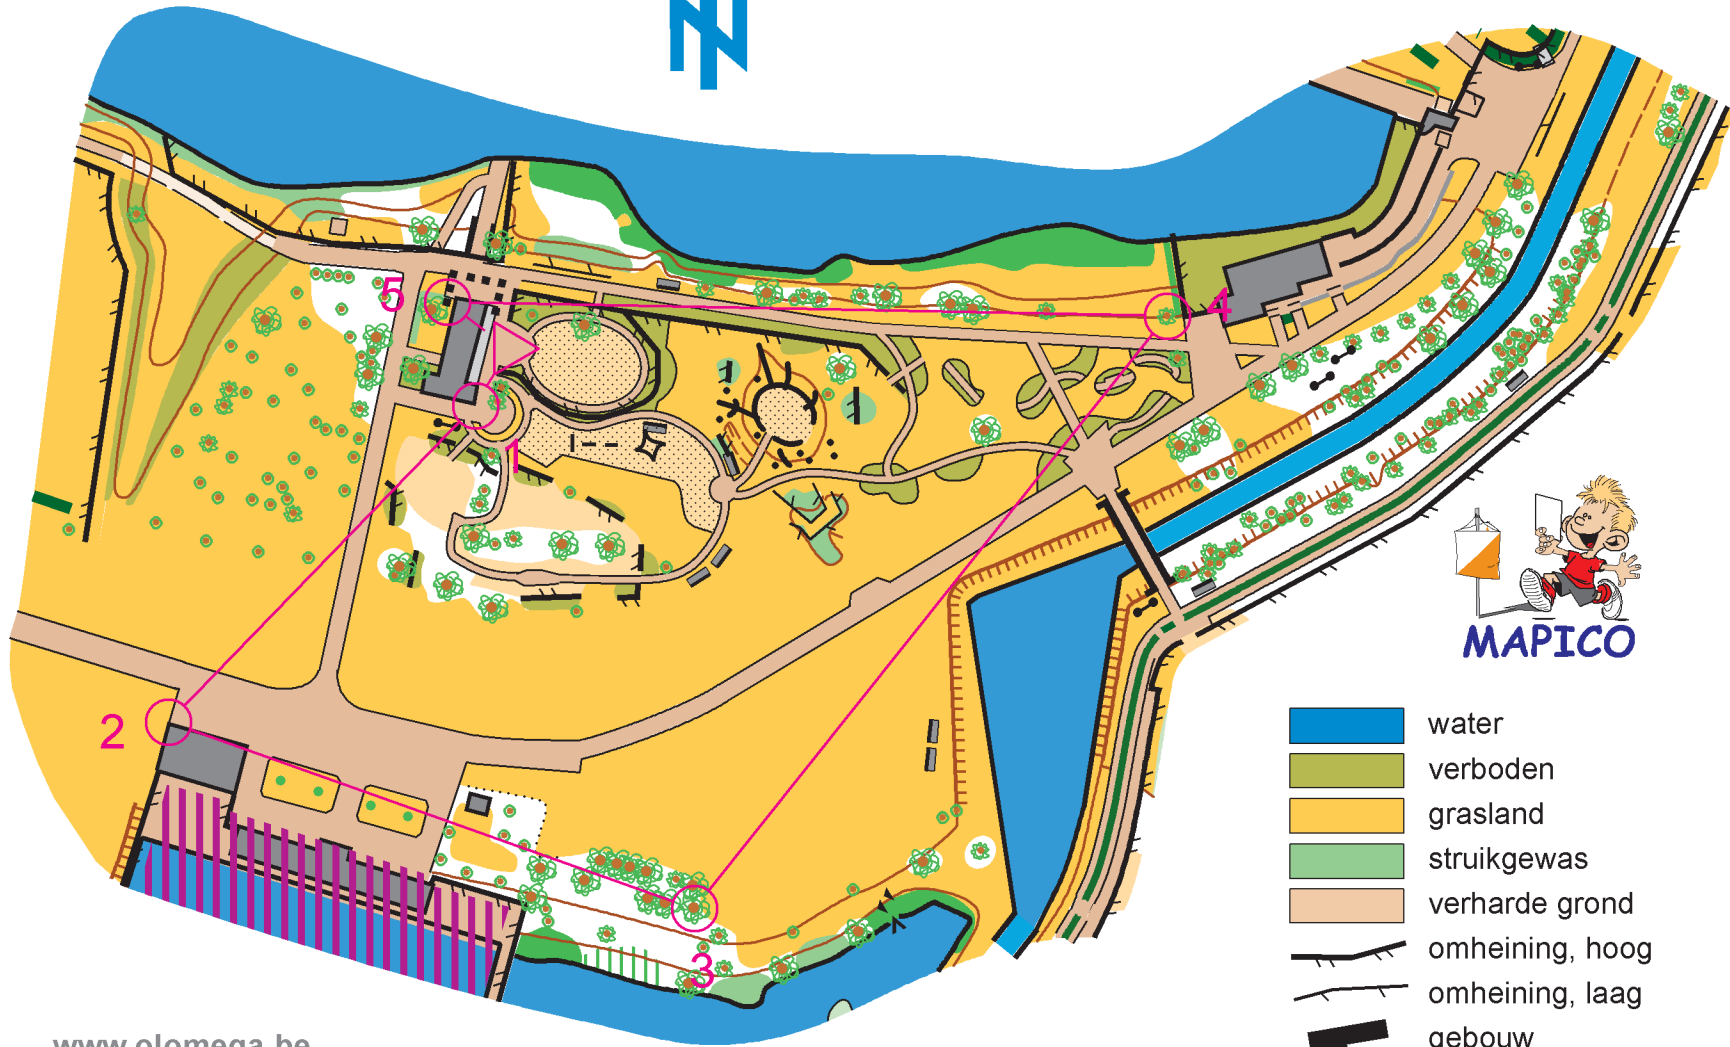 N
5
4
1
2
3
MAPICO
water
verboden
grasland
struikgewas
verharde grond
omheining, hoog
omheining, laag
gebouw
www.olomega.be